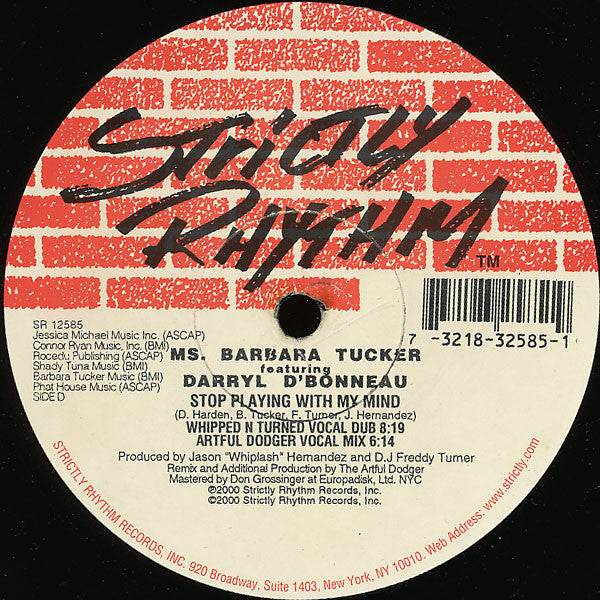 STRICTLY
RHYTHM
TM
SR 12585
Jessica Michael Music Inc. (ASCAP)
Connor Ryan Music, Inc. (BMI)
Rocedu Publishing (ASCAP)
Shady Tuna Music (BMI)
Barbara Tucker Music (BMI)
Phat House Music (ASCAP)
SIDE D
7 -3218-32585-1
MS. BARBARA TUCKER
featuring
DARRYL D'BONNEAU
STOP PLAYING WITH MY MIND
(D. Harden, B. Tucker, F. Turner, J. Hernandez)
WHIPPED N TURNED VOCAL DUB 8:19
ARTFUL DODGER VOCAL MIX 6:14
Produced by Jason "Whiplash" Hernandez and D.J Freddy Turner
Remix and Additional Production by The Artful Dodger
Mastered by Don Grossinger at Europadisk, Ltd. NYC
℗2000 Strictly Rhythm Records, Inc.
©2000 Strictly Rhythm Records, Inc.
STRICTLY RHYTHM RECORDS, INC. 920 Broadway, Suite 1403, New York, NY 10010. Web Address: www.strictly.com